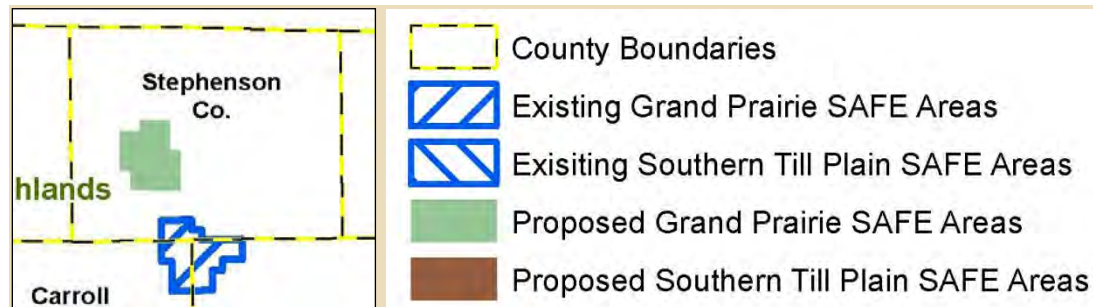 Stephenson
Co.
hlands
Carroll
County Boundaries
Existing Grand Prairie SAFE Areas
Exisiting Southern Till Plain SAFE Areas
Proposed Grand Prairie SAFE Areas
Proposed Southern Till Plain SAFE Areas